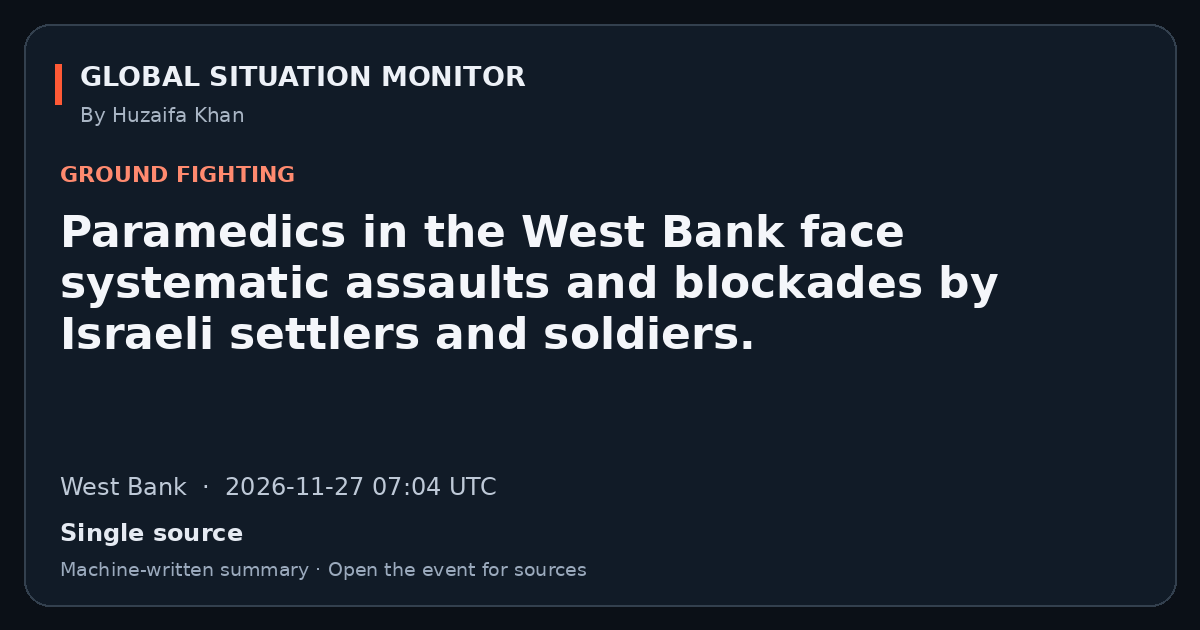 GLOBAL SITUATION MONITOR
By Huzaifa Khan
GROUND FIGHTING
Paramedics in the West Bank face
systematic assaults and blockades by
Israeli settlers and soldiers.
West Bank · 2026-11-27 07:04 UTC
Single source
Machine-written summary · Open the event for sources